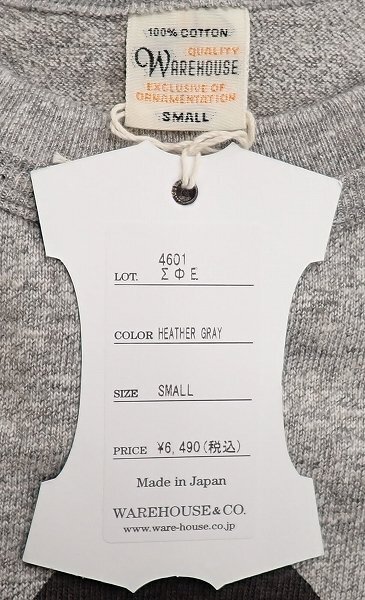 100% COTTON
QUALITY
WAREHOUSE
EXCLUSIVE OF
ORNAMENTATION
SMALL
4601
LOT. ΣΦΕ
COLOR HEATHER GRAY
SIZE SMALL
PRICE ¥6,490(税込)
Made in Japan
WAREHOUSE & CO.
www.ware-house.co.jp